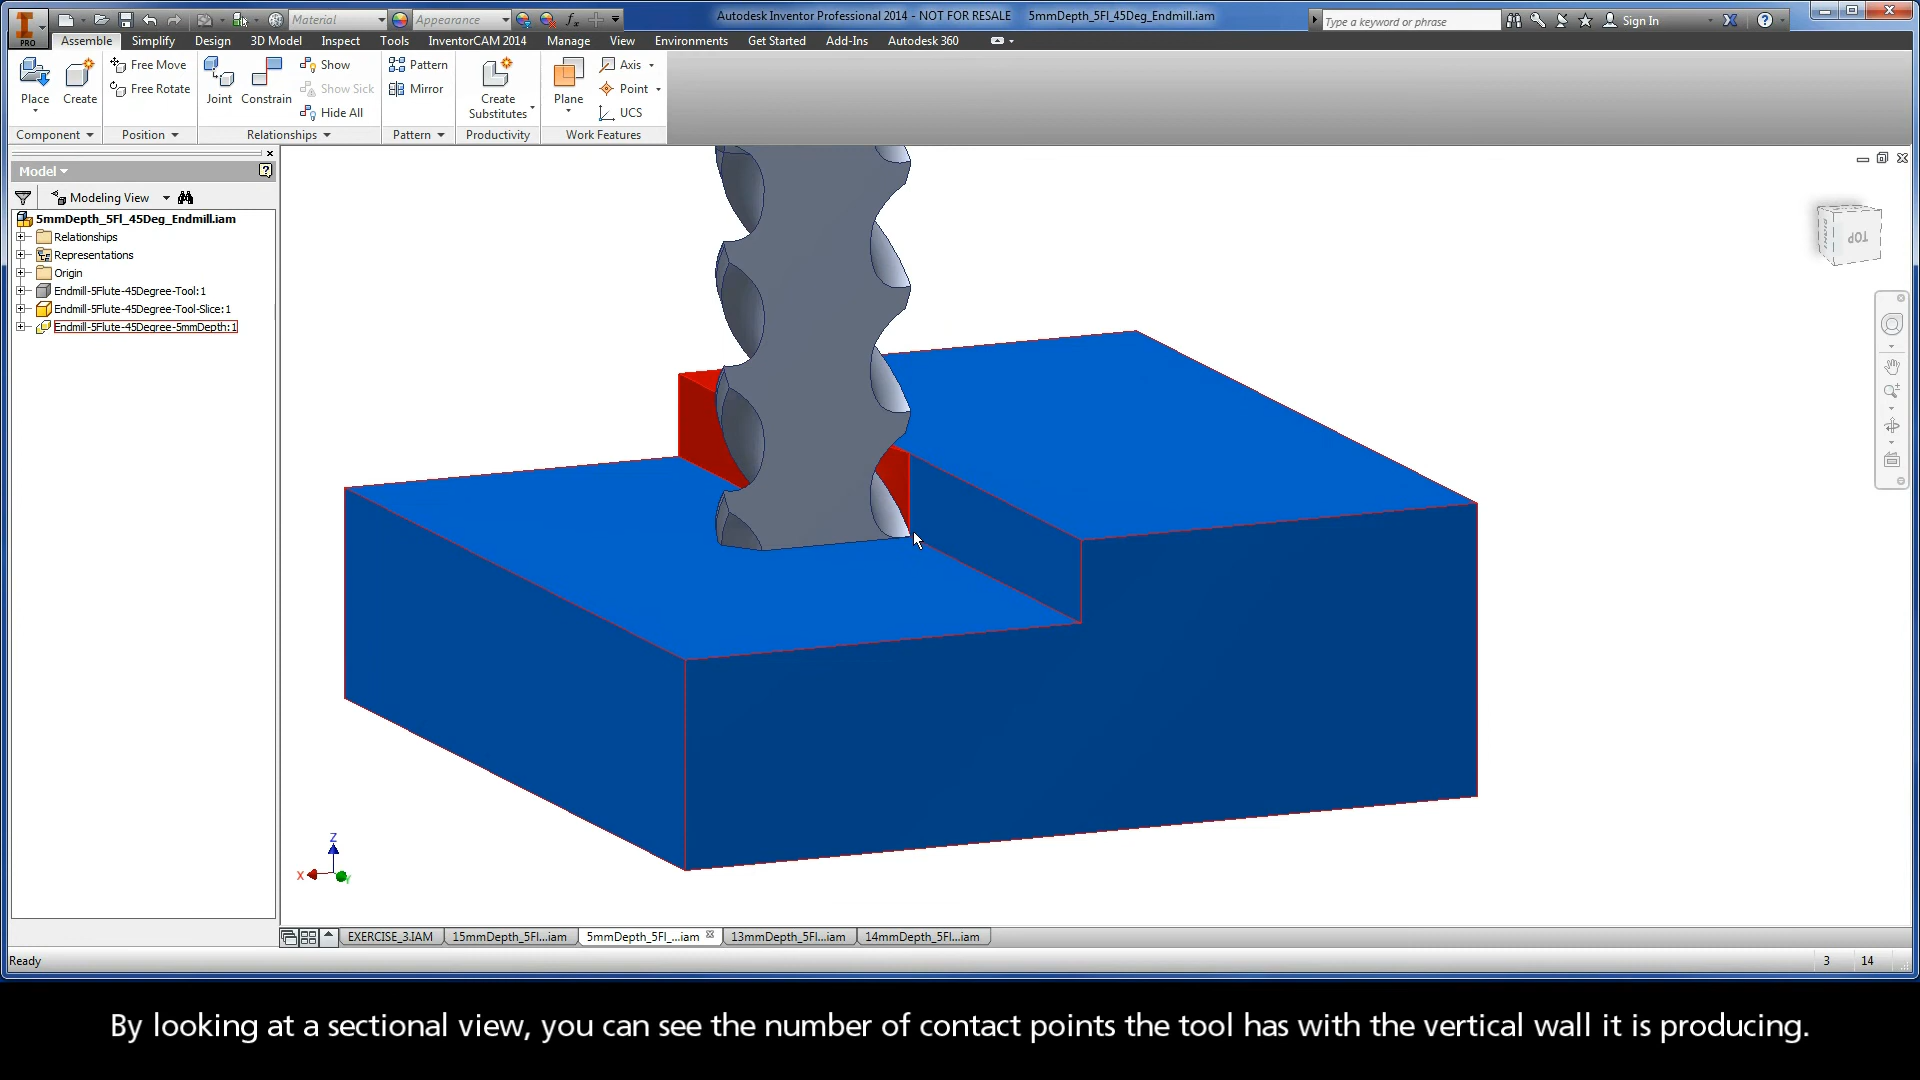 Material
Appearance
Autodesk Inventor Professional 2014 - NOT FOR RESALE 5mmDepth_5Fl_45Deg_Endmill.iam
Type a keyword or phrase
Sign In
PRO
Assemble Simplify Design 3D Model Inspect Tools InventorCAM 2014 Manage View Environments Get Started Add-Ins Autodesk 360
Place
Create
Free Move
Free Rotate
Joint
Constrain
Show
Show Sick
Hide All
Pattern
Mirror
Create
Substitutes
Plane
Axis
Point
UCS
Component Position Relationships Pattern Productivity Work Features
Model
Modeling View
5mmDepth_5Fl_45Deg_Endmill.iam
Relationships
Representations
Origin
Endmill-5Flute-45Degree-Tool:1
Endmill-5Flute-45Degree-Tool-Slice:1
Endmill-5Flute-45Degree-5mmDepth:1
TOP
Z
X
Y
EXERCISE_3.IAM 15mmDepth_5Fl...iam 5mmDepth_5Fl_...iam 13mmDepth_5Fl...iam 14mmDepth_5Fl...iam
Ready
3 14
By looking at a sectional view, you can see the number of contact points the tool has with the vertical wall it is producing.